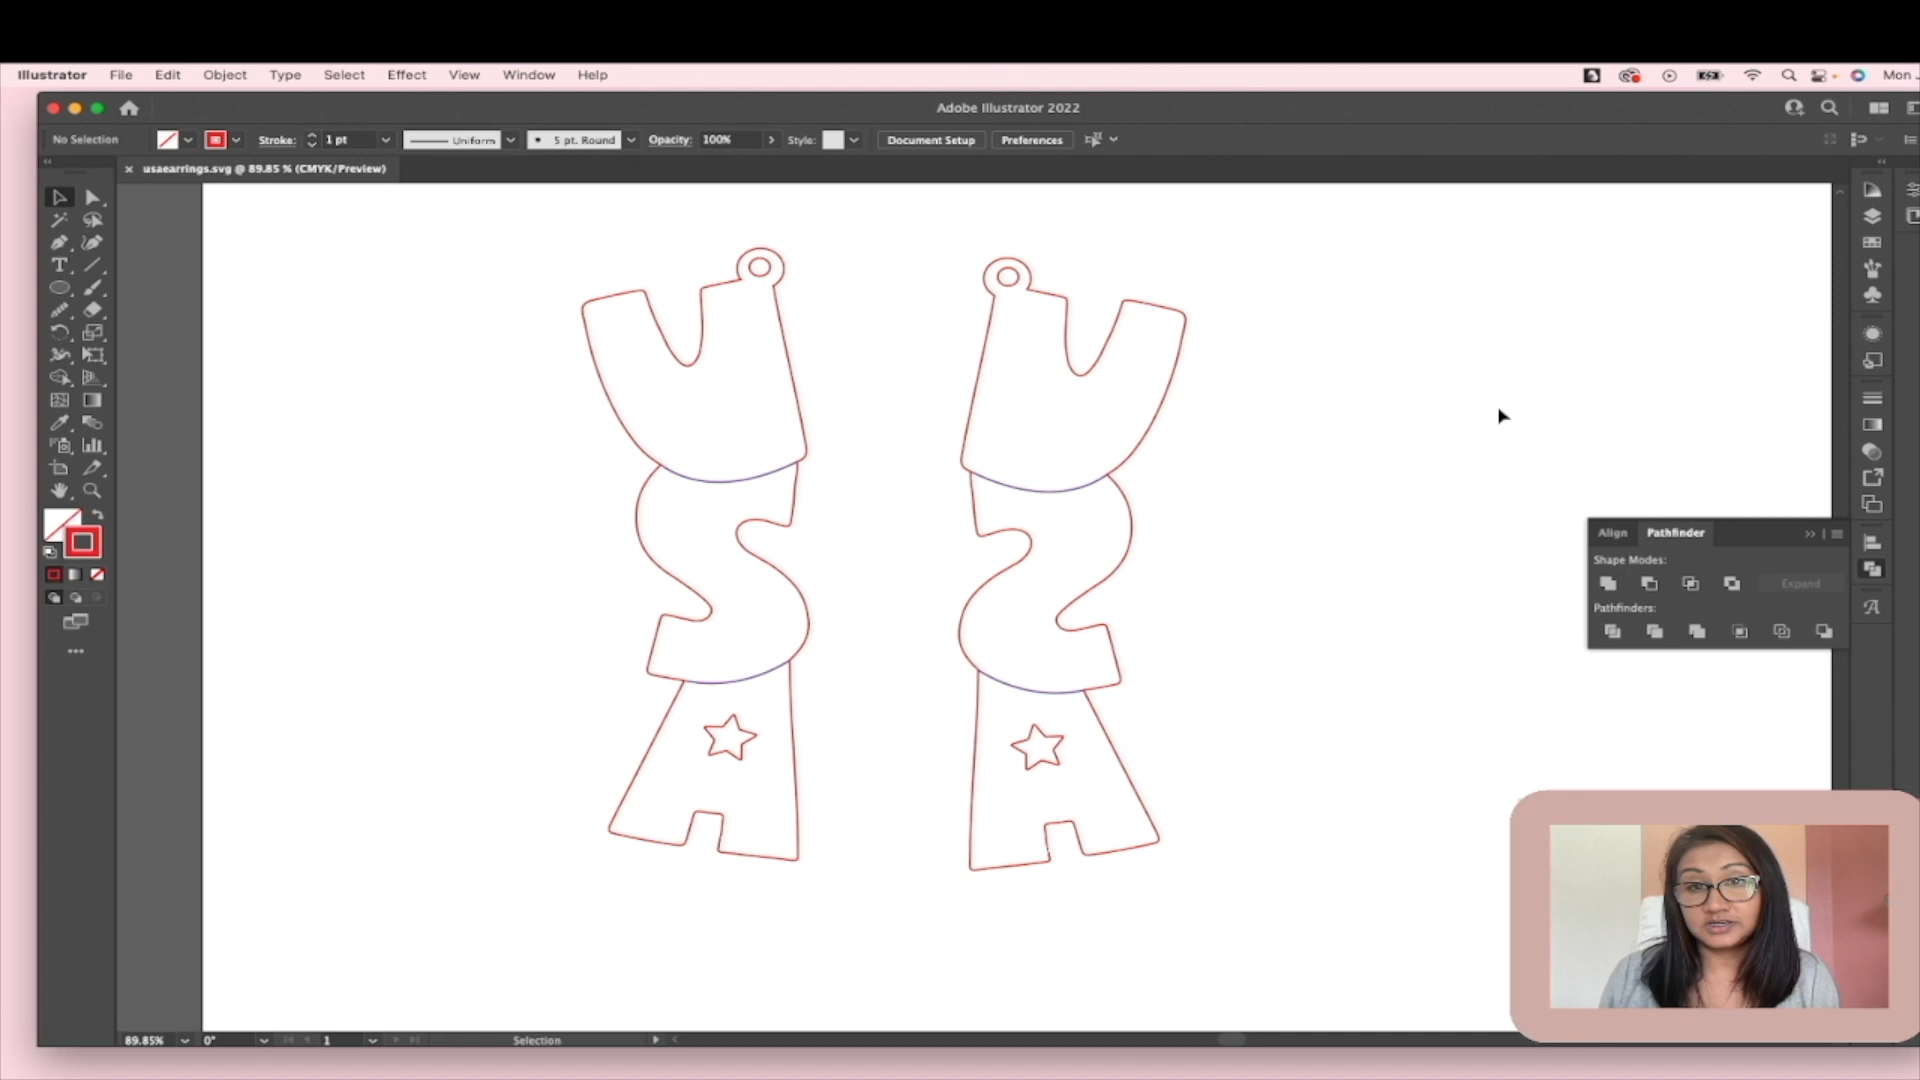 Illustrator File Edit Object Type Select Effect View Window Help
Mon
Adobe Illustrator 2022
No Selection Stroke: 1 pt Uniform 5 pt. Round Opacity: 100% Style: Document Setup Preferences
usaearrings.svg @ 89.85 % (CMYK/Preview)
USA
Align Pathfinder
Shape Modes:
Expand
Pathfinders:
89.85% 0° 1 Selection